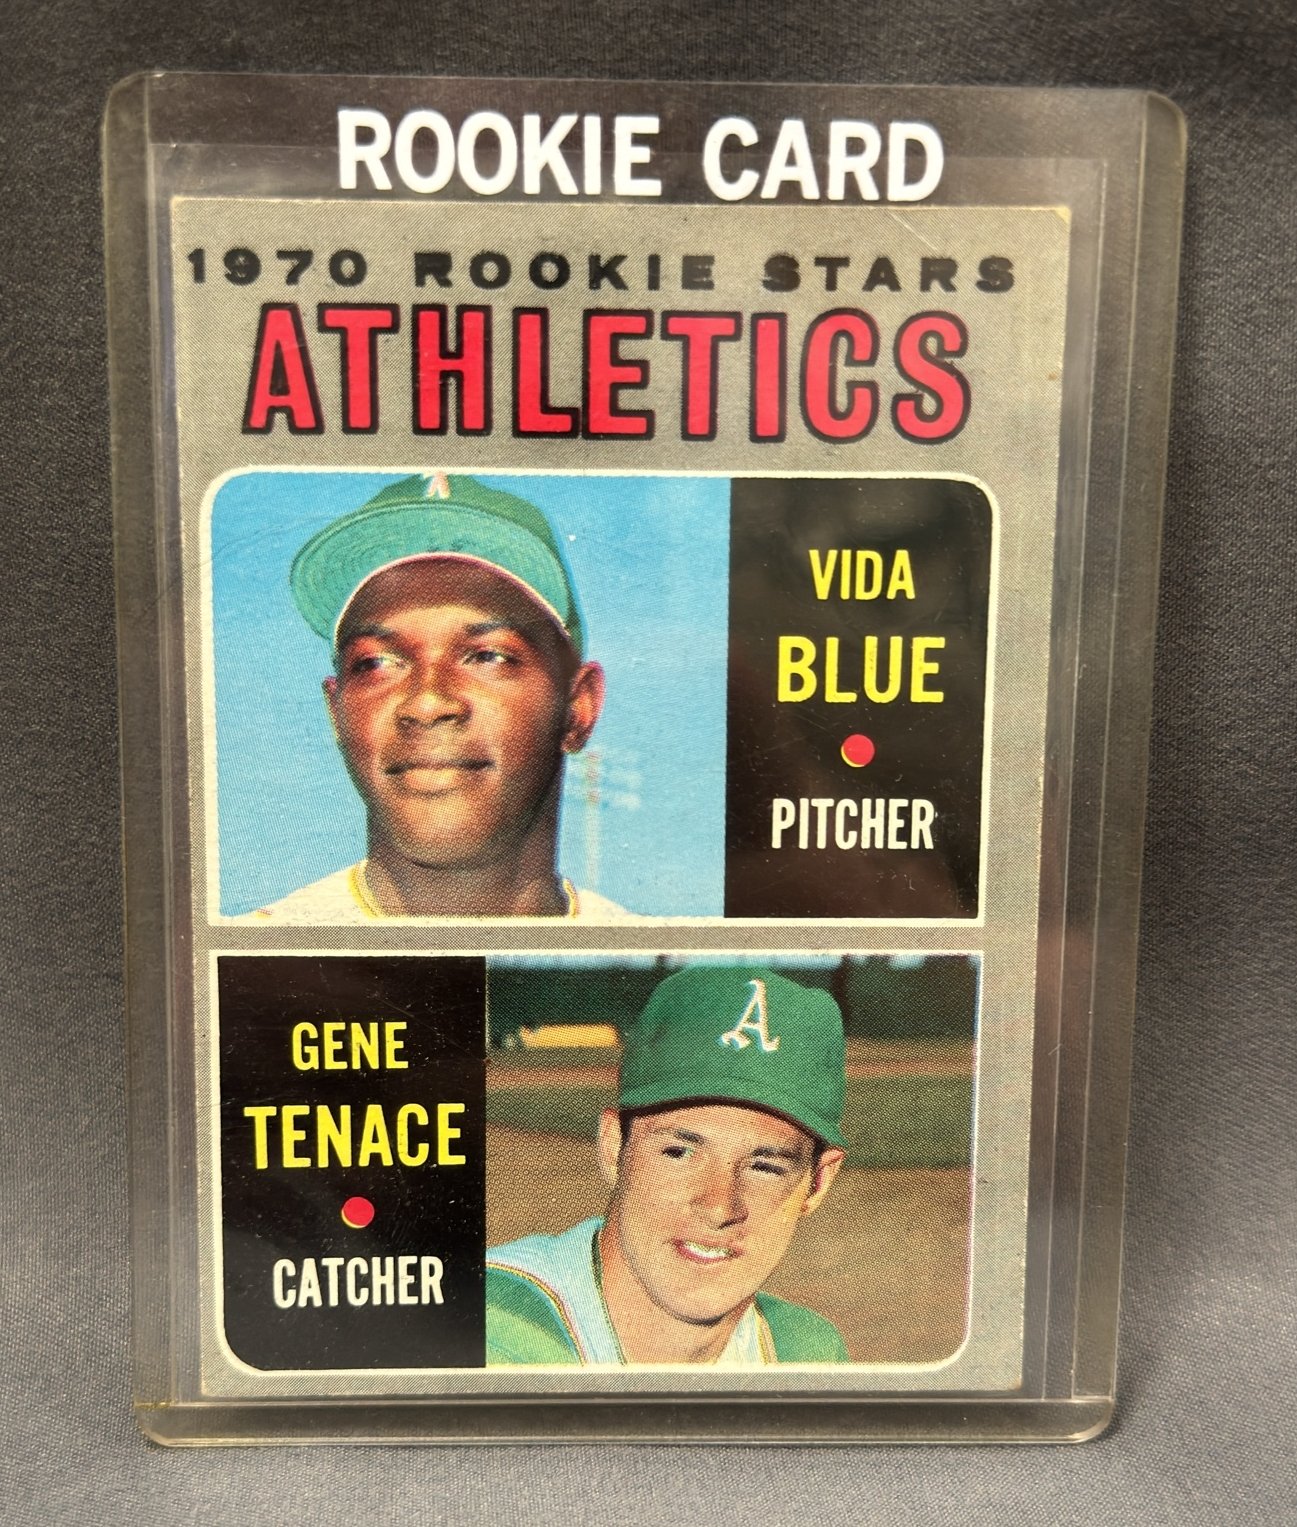 ROOKIE CARD
1970 ROOKIE STARS
ATHLETICS
A
VIDA
BLUE
PITCHER
A
GENE
TENACE
CATCHER